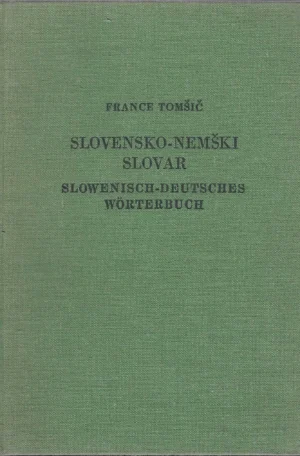 FRANCE TOMŠIČ
SLOVENSKO-NEMŠKI
SLOVAR
SLOWENISCH-DEUTSCHES
WÖRTERBUCH